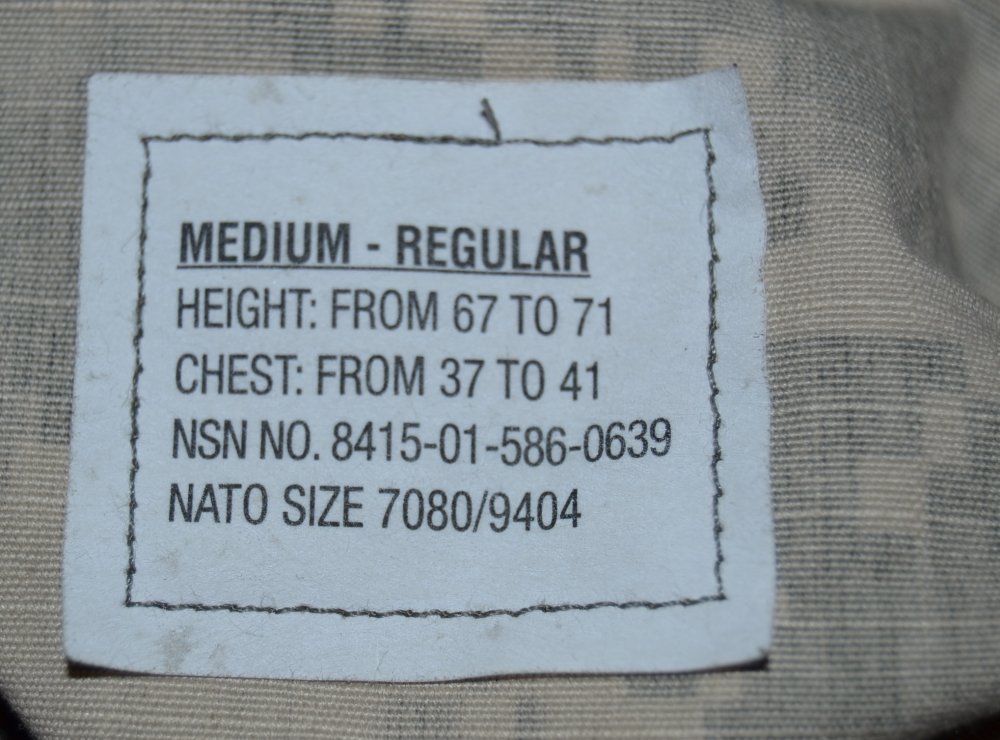 MEDIUM - REGULAR
HEIGHT: FROM 67 TO 71
CHEST: FROM 37 TO 41
NSN NO. 8415-01-586-0639
NATO SIZE 7080/9404